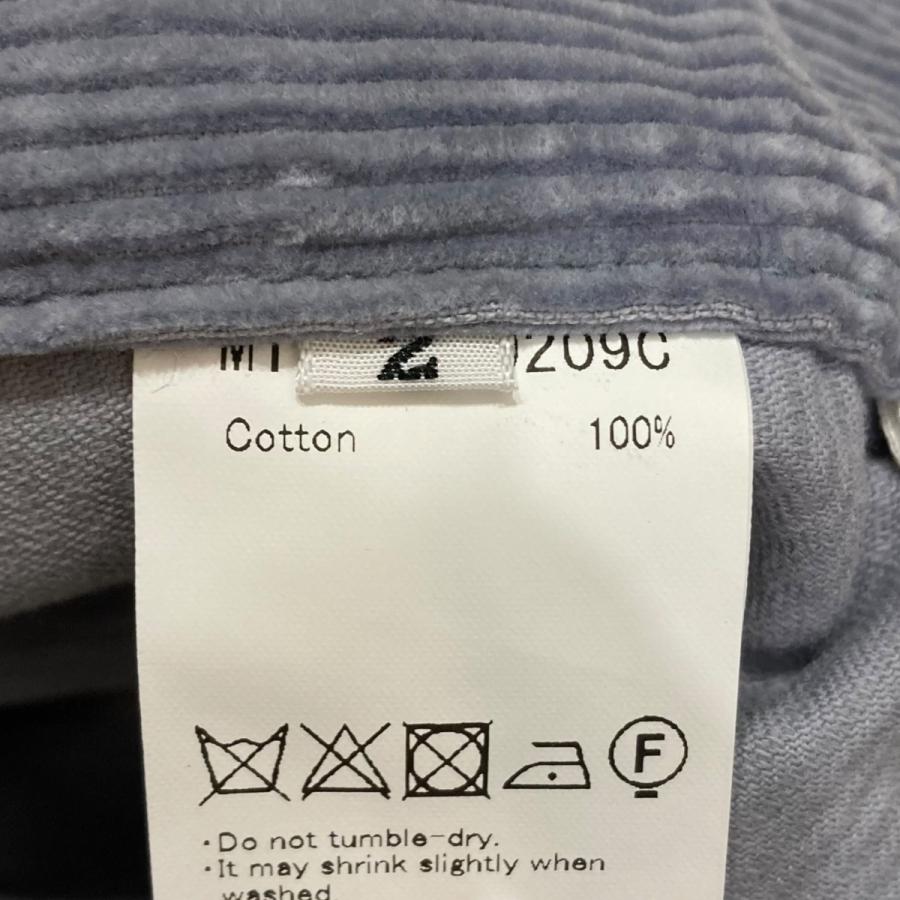 2
209C
Cotton 100%
F
・Do not tumble-dry.
・It may shrink slightly when
washed.